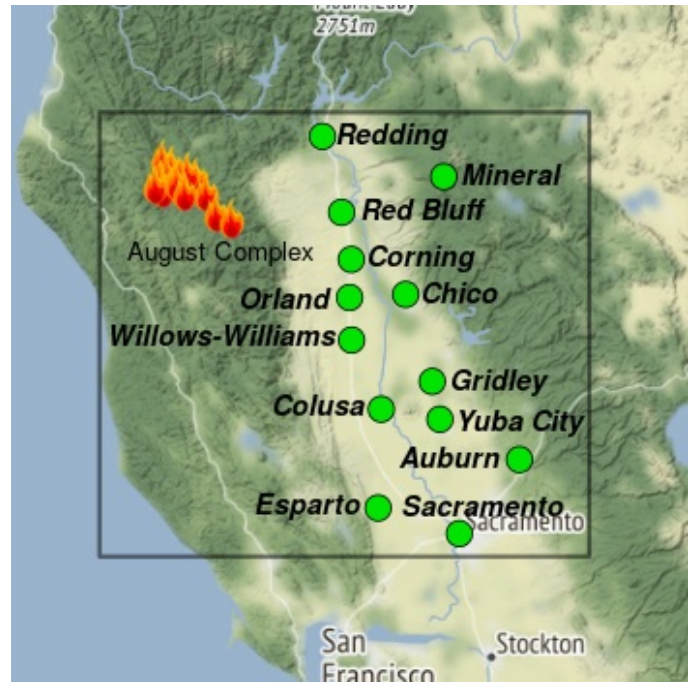 2751m
Redding
Mineral
Red Bluff
August Complex
Corning
Orland
Chico
Willows-Williams
Gridley
Colusa
Yuba City
Auburn
Esparto
Sacramento
Sacramento
San
Francisco
Stockton